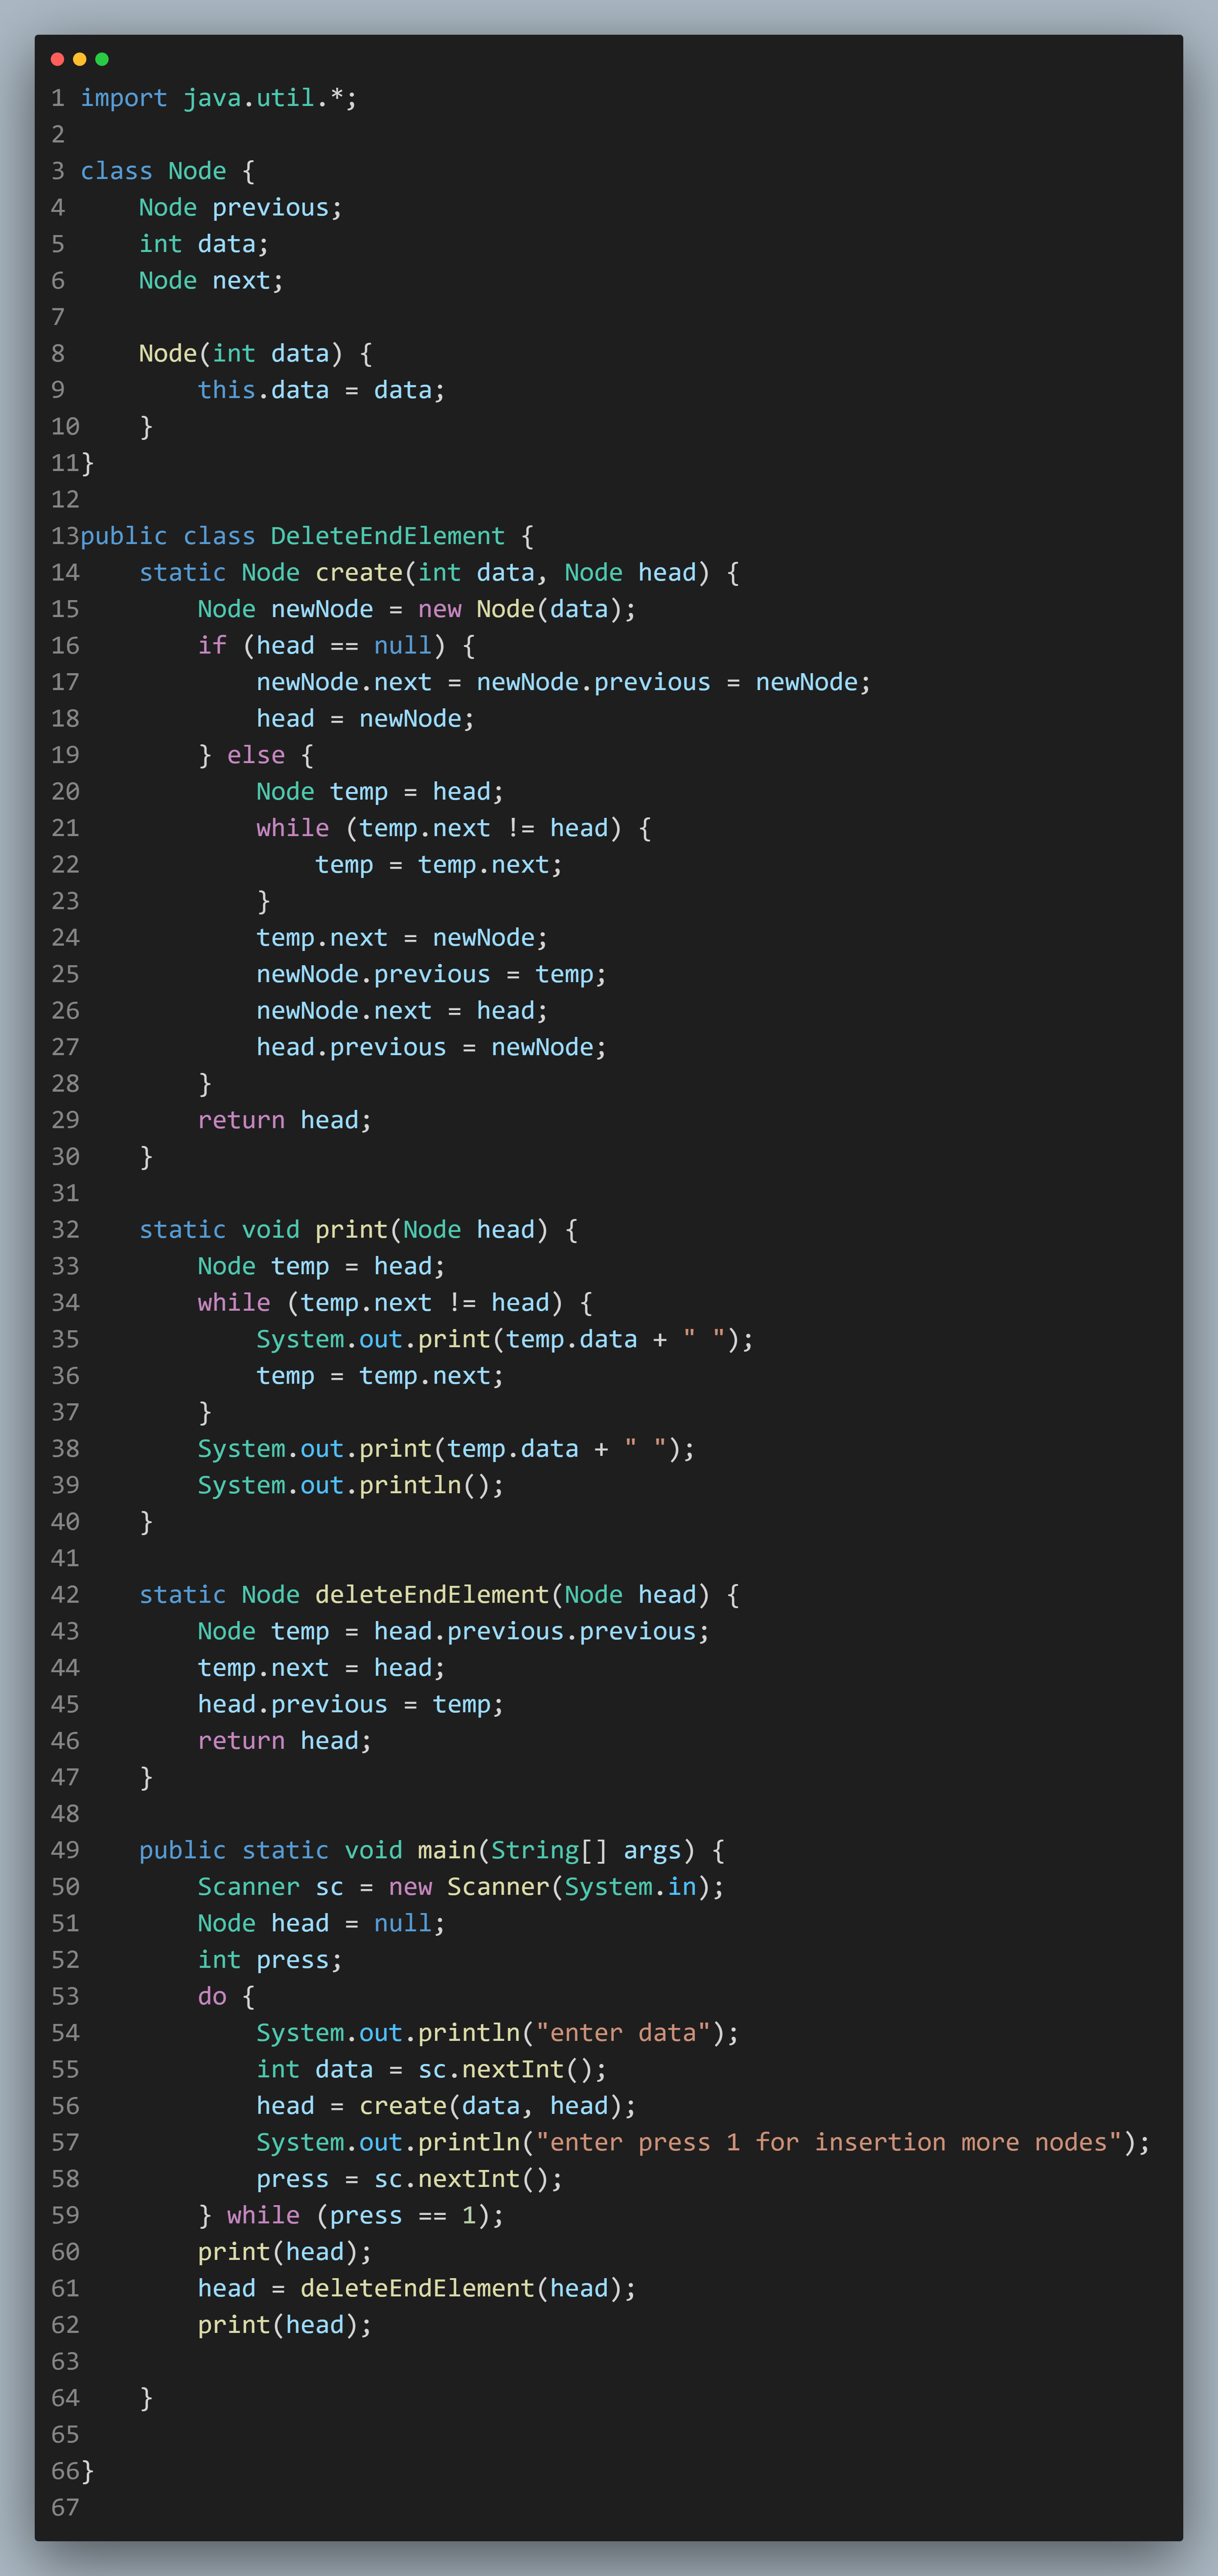 1 import java.util.*;
2
3 class Node {
4     Node previous;
5     int data;
6     Node next;
7
8     Node(int data) {
9         this.data = data;
10     }
11}
12
13public class DeleteEndElement {
14    static Node create(int data, Node head) {
15        Node newNode = new Node(data);
16        if (head == null) {
17            newNode.next = newNode.previous = newNode;
18            head = newNode;
19        } else {
20            Node temp = head;
21            while (temp.next != head) {
22                temp = temp.next;
23            }
24            temp.next = newNode;
25            newNode.previous = temp;
26            newNode.next = head;
27            head.previous = newNode;
28        }
29        return head;
30    }
31
32    static void print(Node head) {
33        Node temp = head;
34        while (temp.next != head) {
35            System.out.print(temp.data + " ");
36            temp = temp.next;
37        }
38        System.out.print(temp.data + " ");
39        System.out.println();
40    }
41
42    static Node deleteEndElement(Node head) {
43        Node temp = head.previous.previous;
44        temp.next = head;
45        head.previous = temp;
46        return head;
47    }
48
49    public static void main(String[] args) {
50        Scanner sc = new Scanner(System.in);
51        Node head = null;
52        int press;
53        do {
54            System.out.println("enter data");
55            int data = sc.nextInt();
56            head = create(data, head);
57            System.out.println("enter press 1 for insertion more nodes");
58            press = sc.nextInt();
59        } while (press == 1);
60        print(head);
61        head = deleteEndElement(head);
62        print(head);
63
64    }
65
66}
67